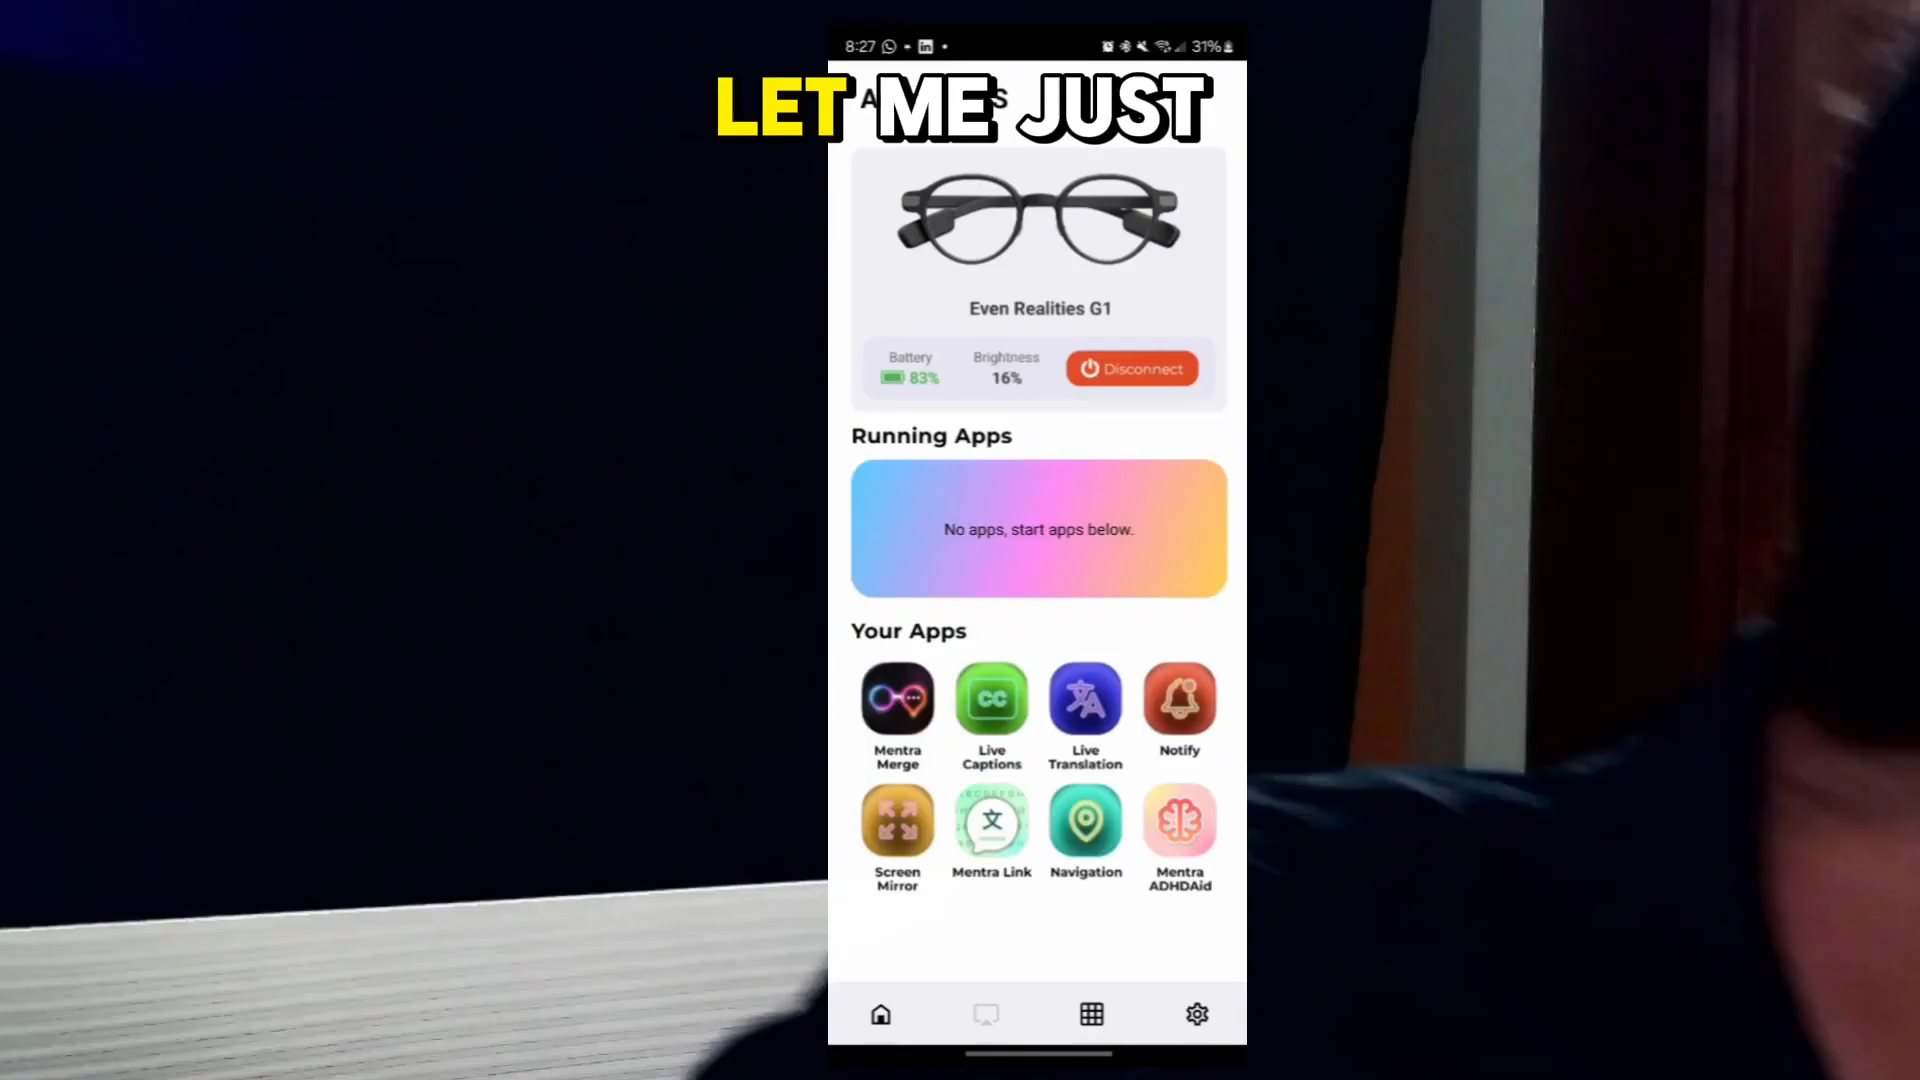 8:27
31%
LET ME JUST
Even Realities G1
Battery
Brightness
83%
16%
Disconnect
Running Apps
No apps, start apps below.
Your Apps
Mentra Merge
Live Captions
Live Translation
Notify
Screen Mirror
Mentra Link
Navigation
Mentra ADHDAid